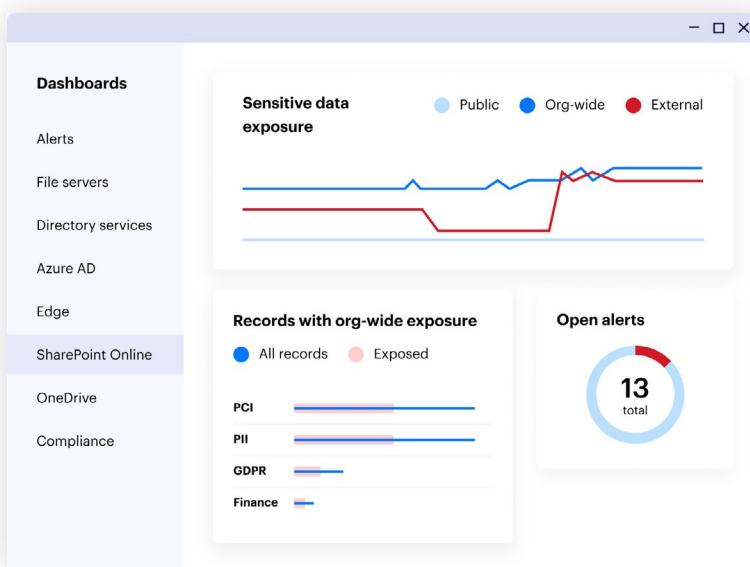 Dashboards
Alerts
File servers
Directory services
Azure AD
Edge
SharePoint Online
OneDrive
Compliance
Sensitive data
exposure
Public
Org-wide
External
Records with org-wide exposure
All records
Exposed
PCI
PII
GDPR
Finance
Open alerts
13
total